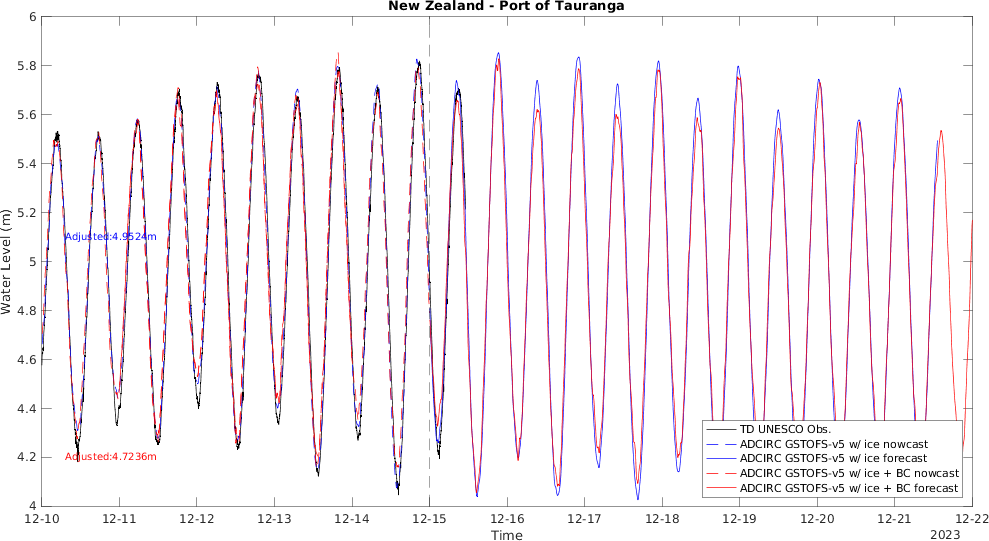 New Zealand - Port of Tauranga
Water Level (m)
6
5.8
5.6
5.4
5.2
5
4.8
4.6
4.4
4.2
4
Adjusted:4.9524m
Adjusted:4.7236m
TD UNESCO Obs.
ADCIRC GSTOFS-v5 w/ ice nowcast
ADCIRC GSTOFS-v5 w/ ice forecast
ADCIRC GSTOFS-v5 w/ ice + BC nowcast
ADCIRC GSTOFS-v5 w/ ice + BC forecast
12-10 12-11 12-12 12-13 12-14 12-15 12-16 12-17 12-18 12-19 12-20 12-21 12-22
Time
2023